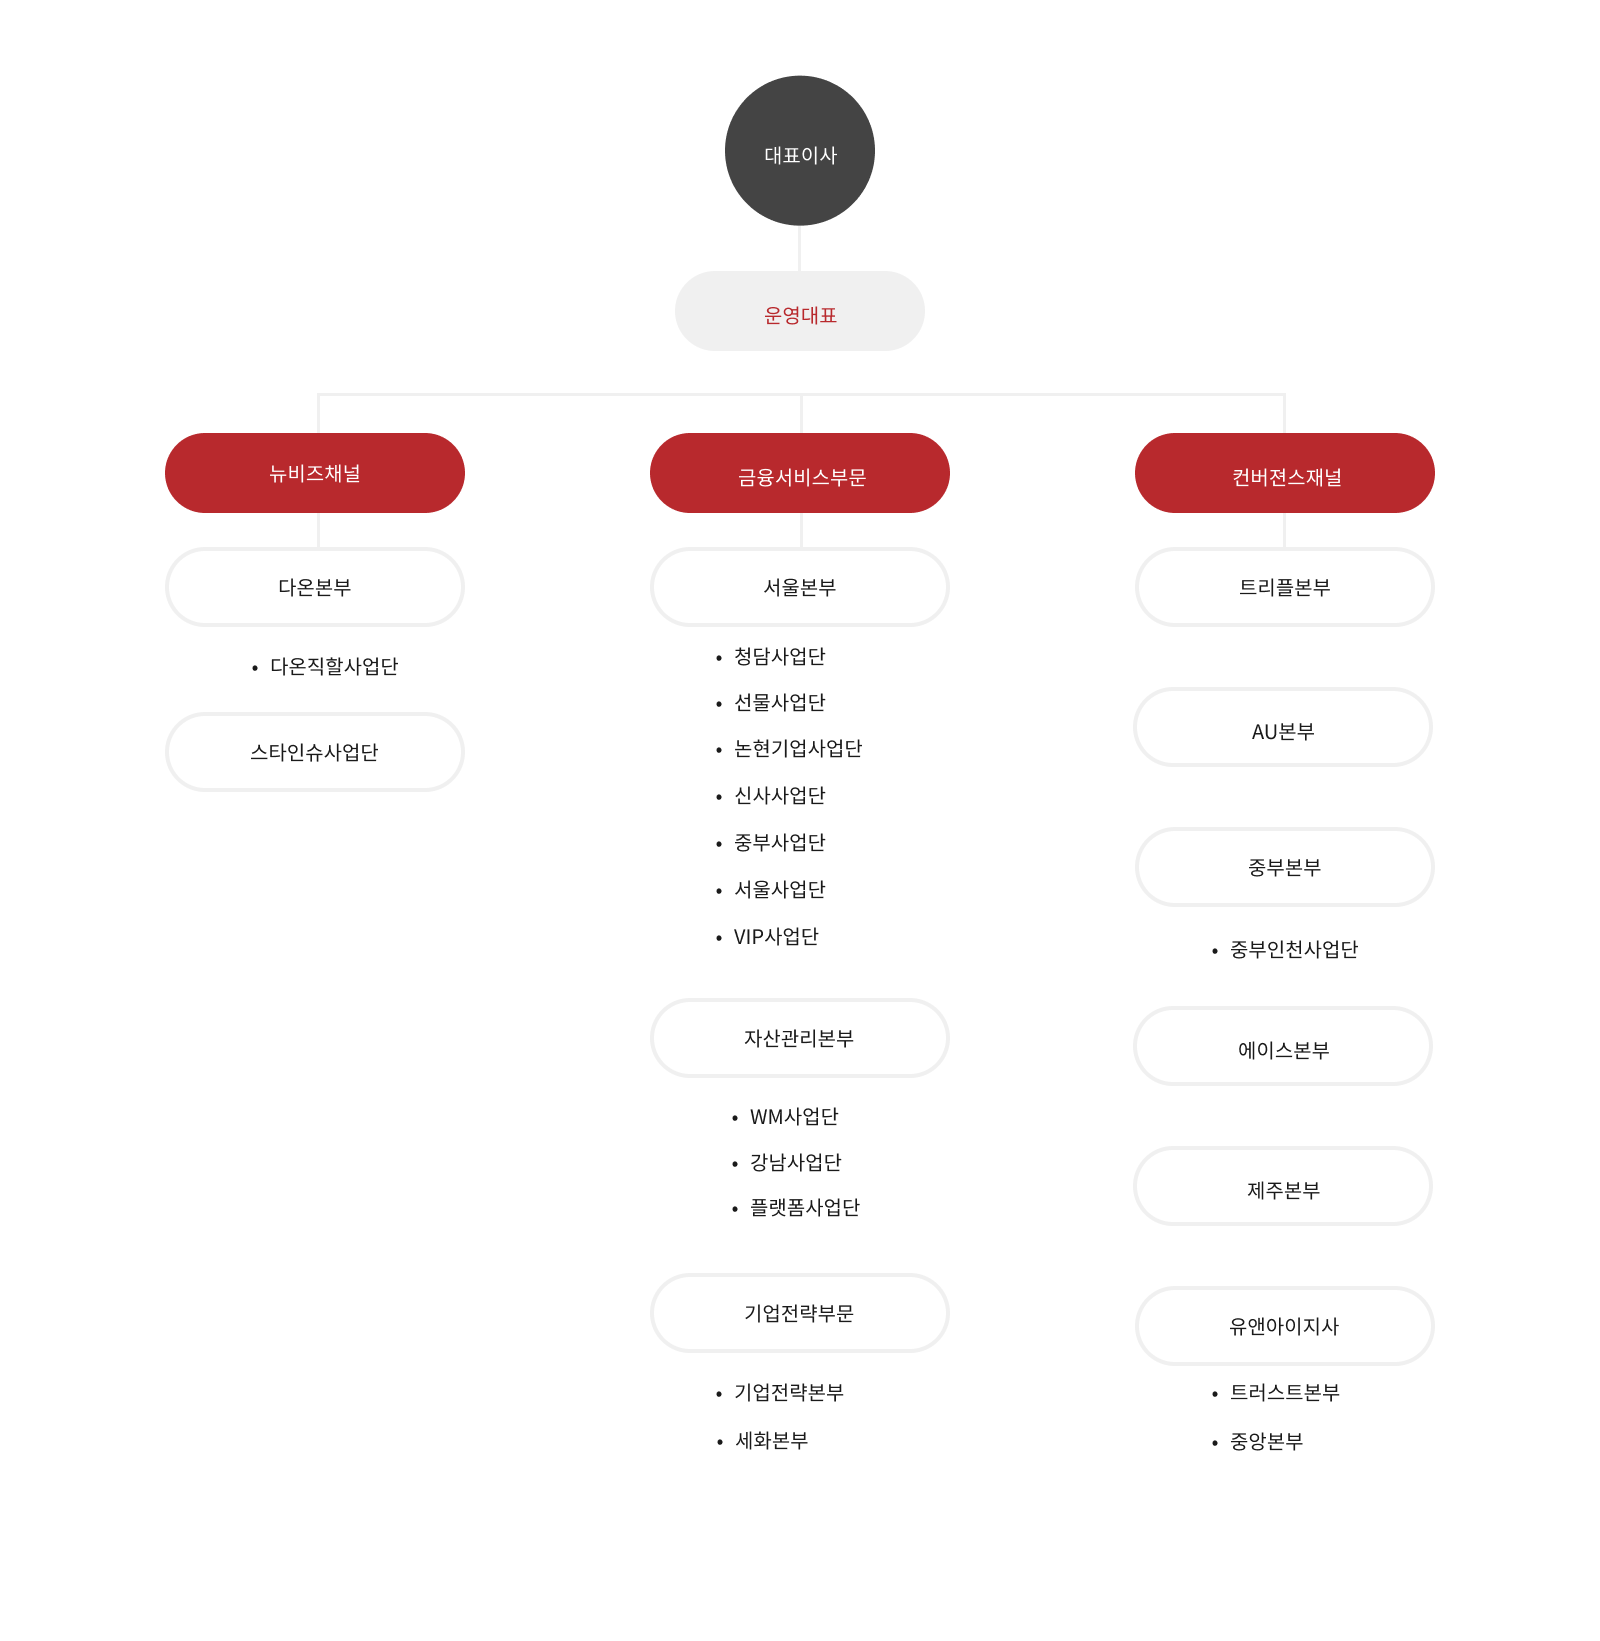 대표이사
운영대표
뉴비즈채널
다온본부
• 다온직할사업단
스타인슈사업단
금융서비스부문
서울본부
• 청담사업단
• 선물사업단
• 논현기업사업단
• 신사사업단
• 중부사업단
• 서울사업단
• VIP사업단
자산관리본부
• WM사업단
• 강남사업단
• 플랫폼사업단
기업전략부문
• 기업전략본부
• 세화본부
컨버젼스재널
트리플본부
AU본부
중부본부
• 중부인천사업단
에이스본부
제주본부
유앤아이지사
• 트러스트본부
• 중앙본부